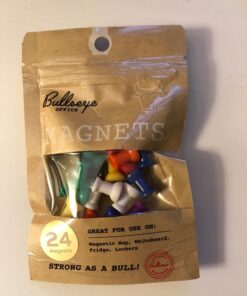 Bullseye
OFFICE
MAGNETS
24
Magnets
GREAT FOR USE ON:
Magnetic Map, Whiteboard,
Fridge, Lockers
STRONG AS A BULL!